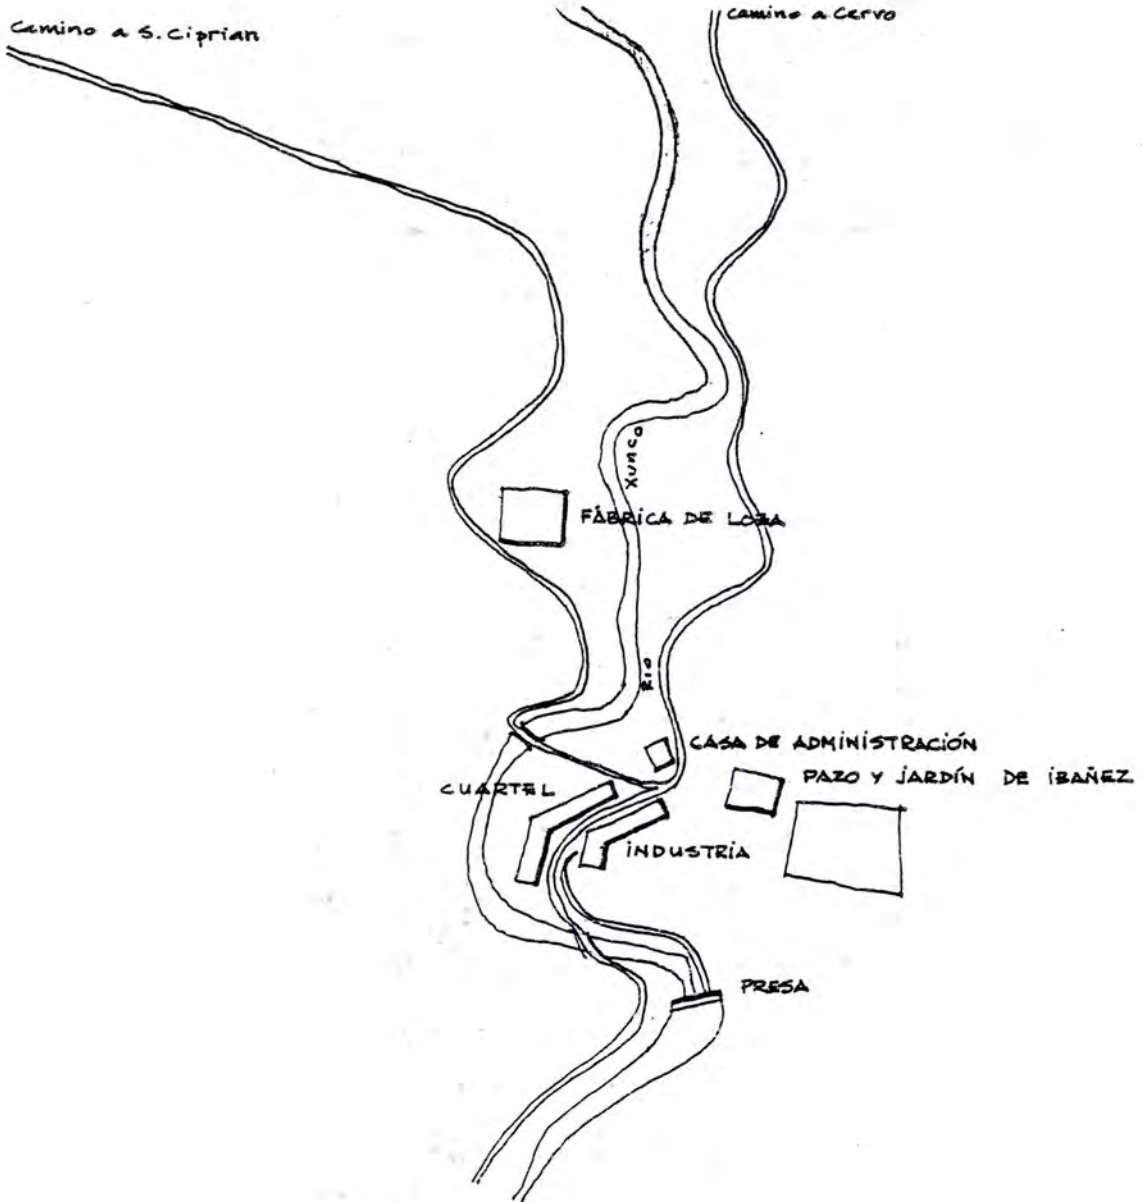 camino a S. Ciprian
camino a Cervo
XUNCO
FÁBRICA DE LOZA
RIO
CASA DE ADMINISTRACIÓN
PAZO Y JARDÍN DE IBAÑEZ
CUARTEL
INDUSTRIA
PRESA